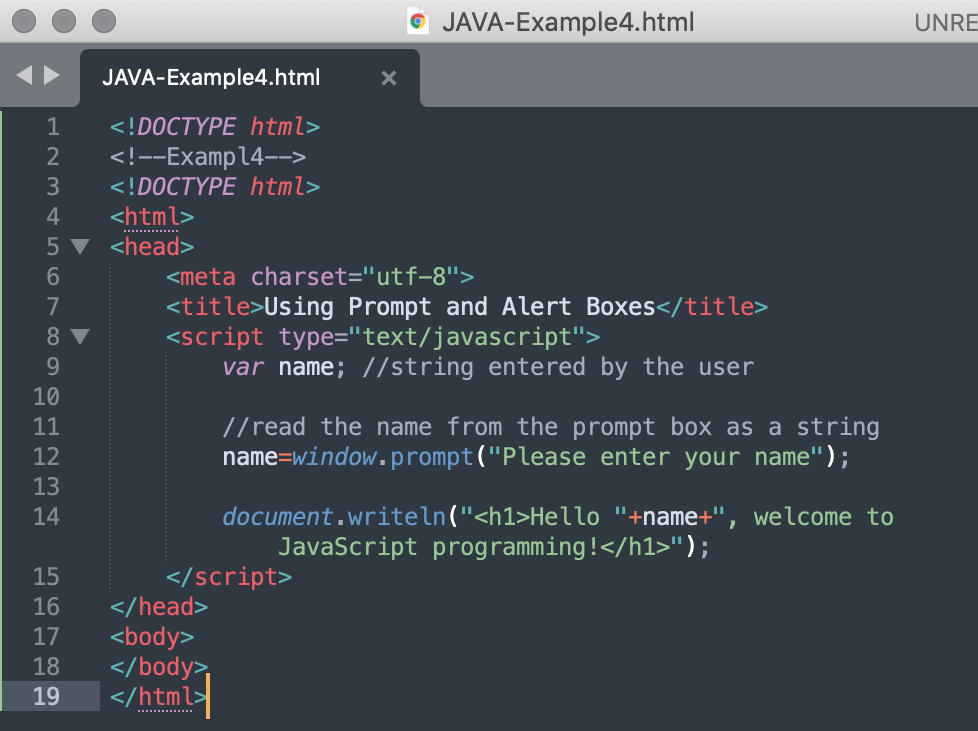 JAVA-Example4.html
UNRE
JAVA-Example4.html ×
1 <!DOCTYPE html>
2 <!--Exampl4-->
3 <!DOCTYPE html>
4 <html>
5 <head>
6 <meta charset="utf-8">
7 <title>Using Prompt and Alert Boxes</title>
8 <script type="text/javascript">
9 var name; //string entered by the user
10
11 //read the name from the prompt box as a string
12 name=window.prompt("Please enter your name");
13
14 document.writeln("<h1>Hello "+name+", welcome to
JavaScript programming!</h1>");
15 </script>
16 </head>
17 <body>
18 </body>
19 </html>